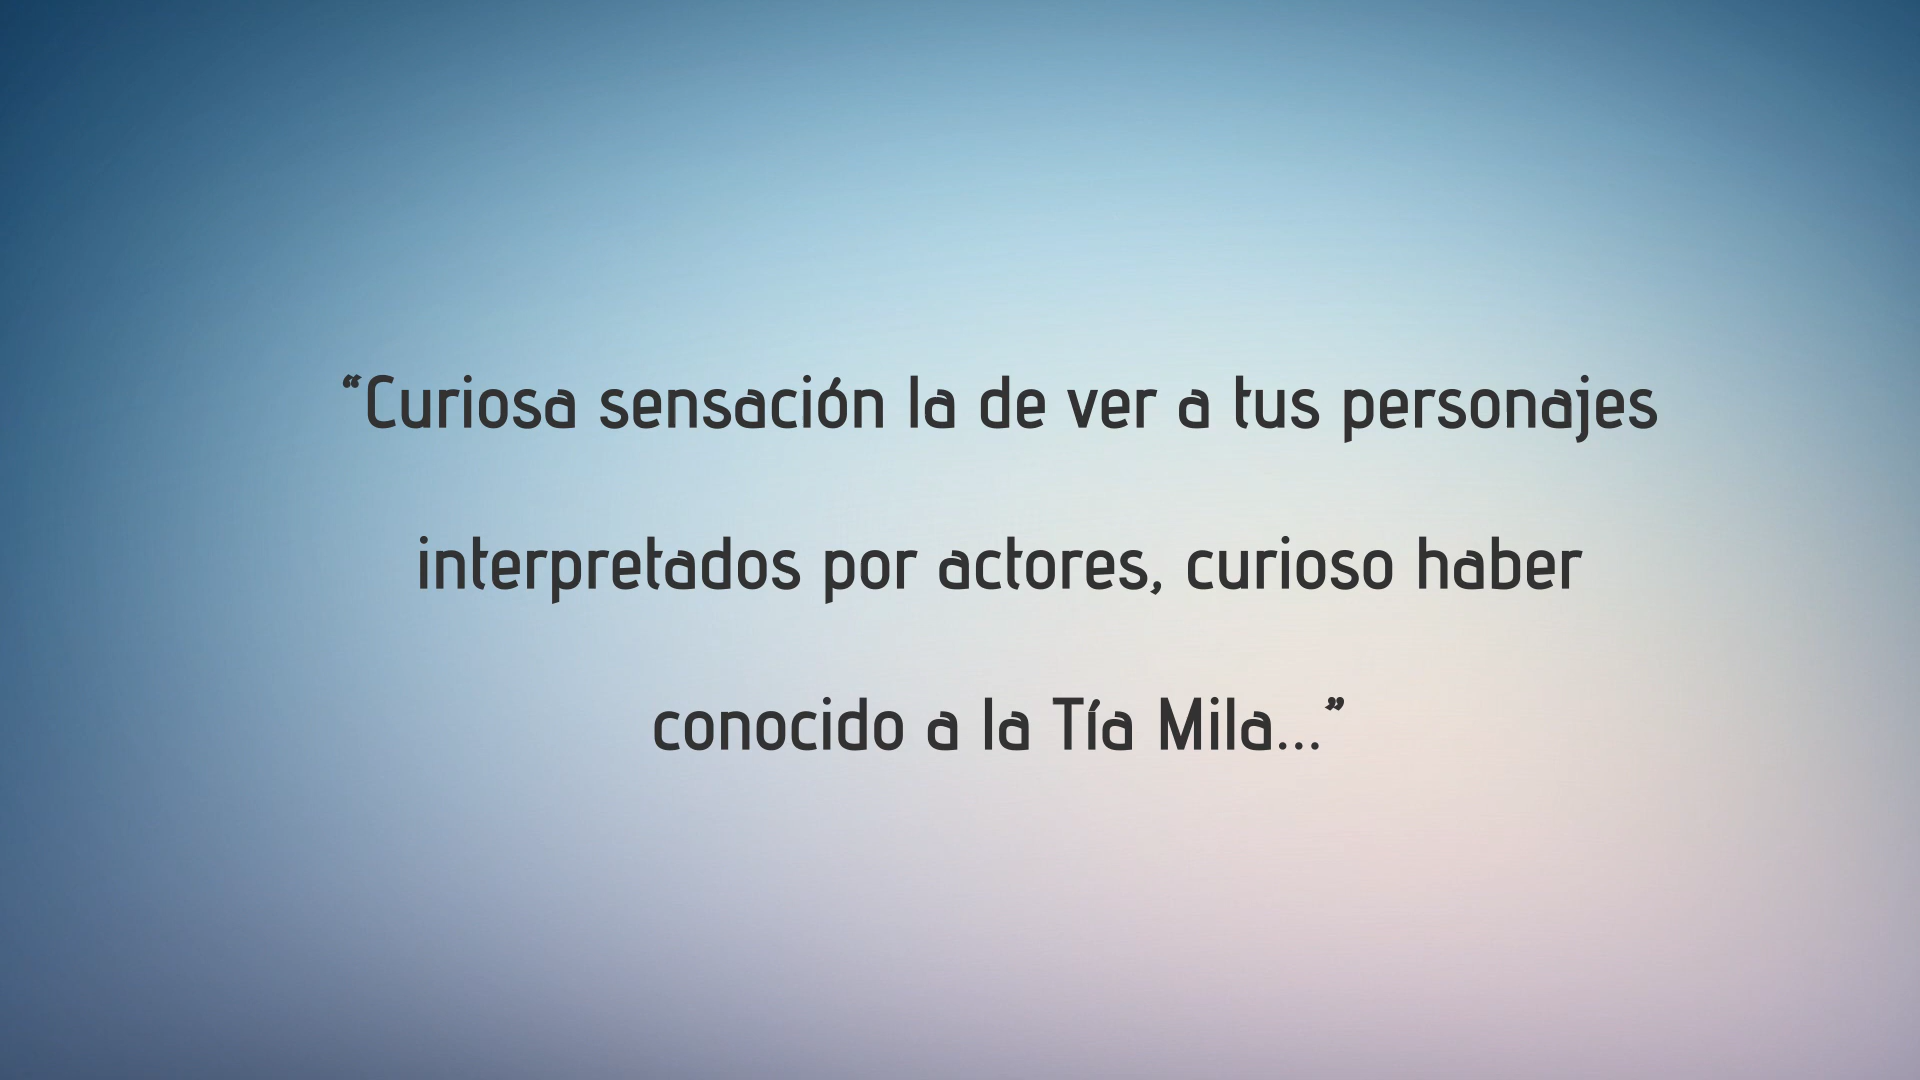 “Curiosa sensación la de ver a tus personajes
interpretados por actores, curioso haber
conocido a la Tía Mila...”